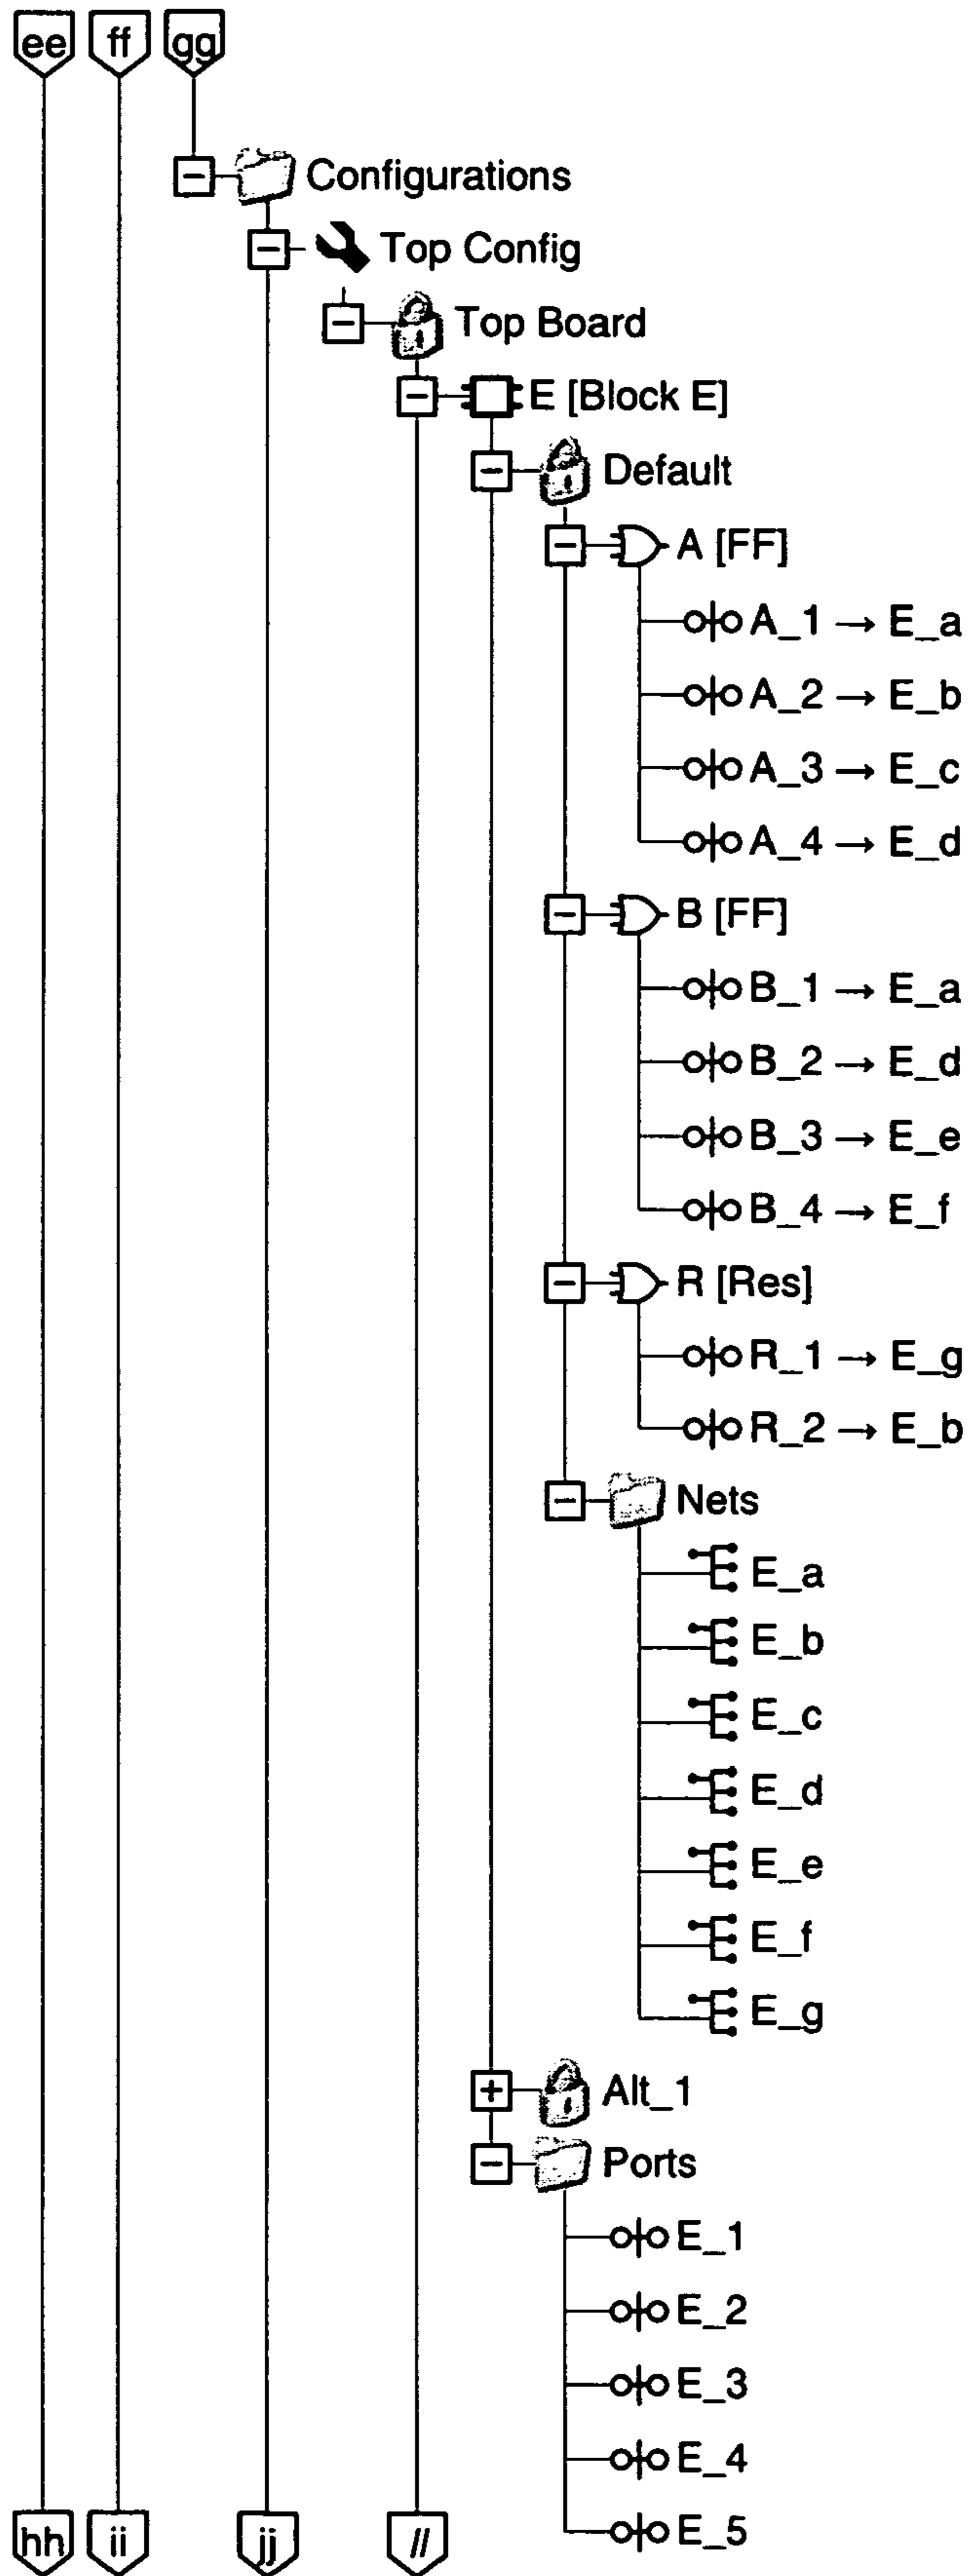 ee ff gg
Configurations
Top Config
Top Board
E [Block E]
Default
A [FF]
A_1 → E_a
A_2 → E_b
A_3 → E_c
A_4 → E_d
B [FF]
B_1 → E_a
B_2 → E_d
B_3 → E_e
B_4 → E_f
R [Res]
R_1 → E_g
R_2 → E_b
Nets
E_a
E_b
E_c
E_d
E_e
E_f
E_g
Alt_1
Ports
E_1
E_2
E_3
E_4
E_5
hh ii jj ll